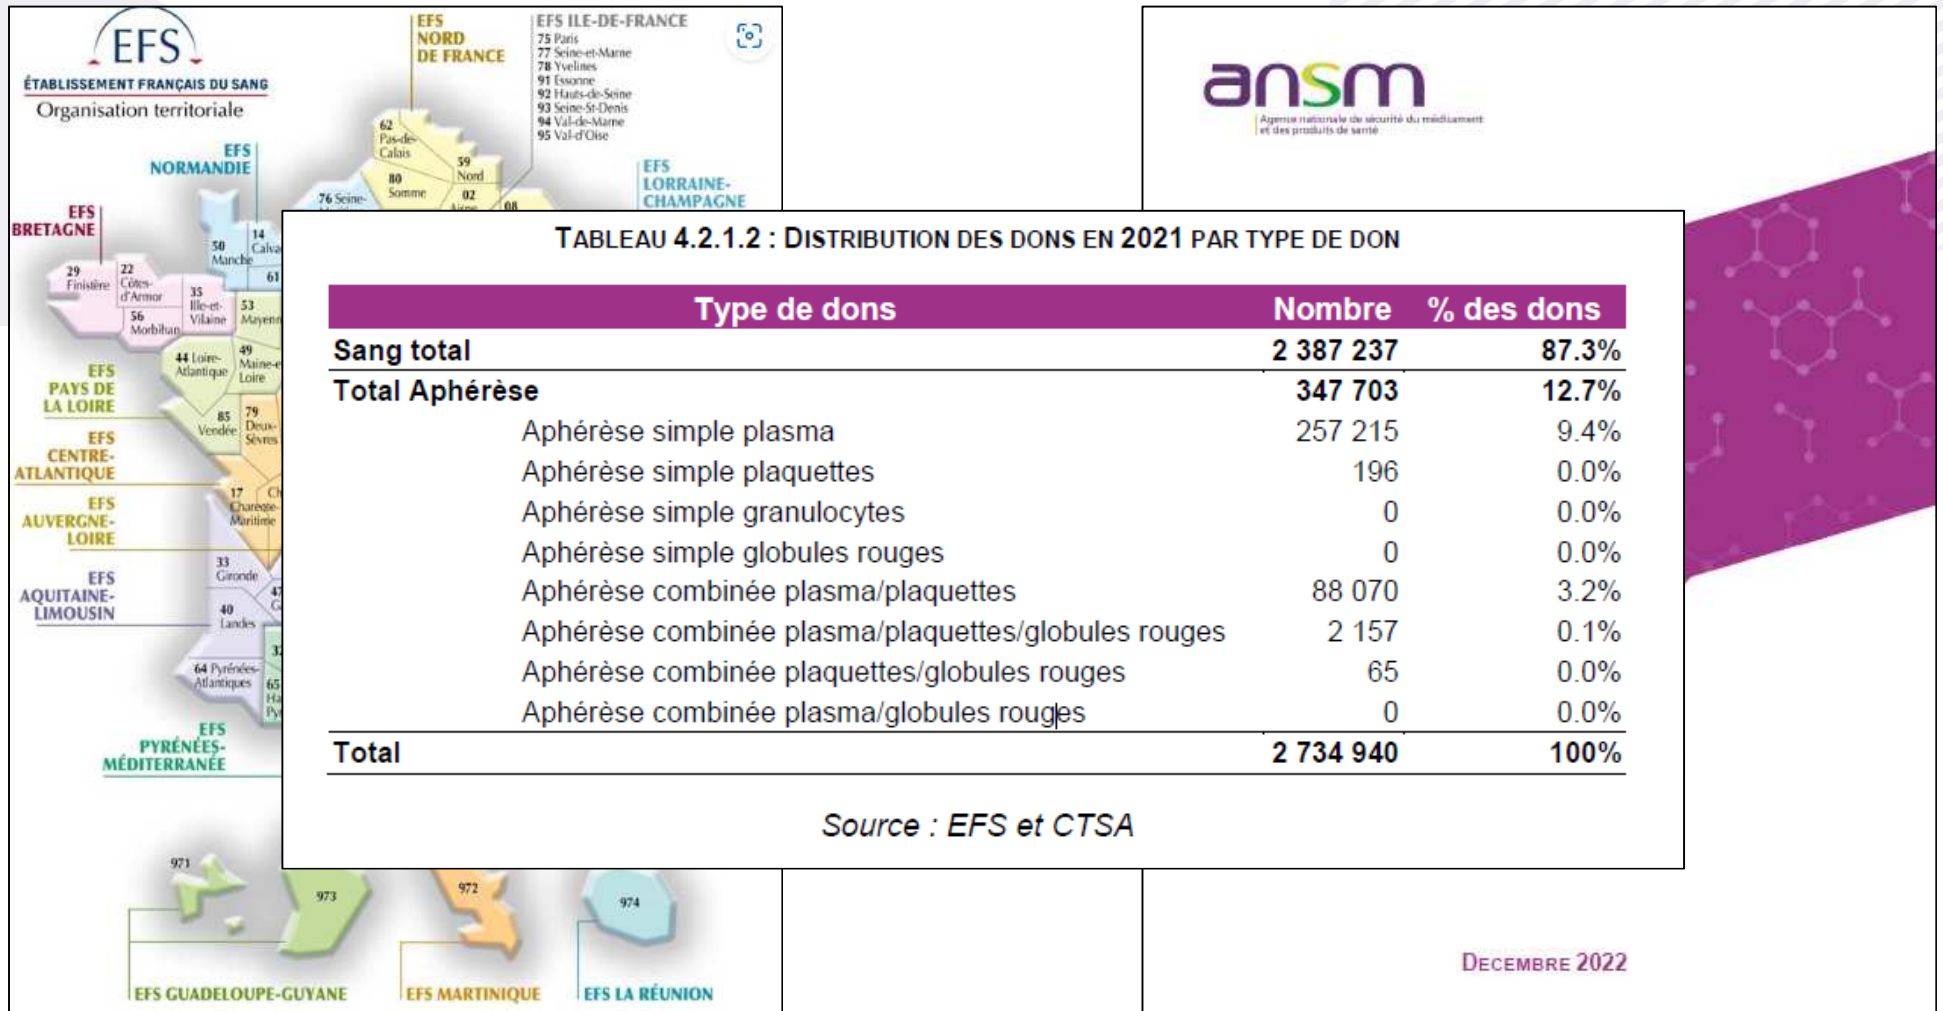 EFS
ÉTABLISSEMENT FRANÇAIS DU SANG
Organisation territoriale
EFS
NORD
DE FRANCE
EFS ILE-DE-FRANCE
75 Paris
77 Seine-et-Marne
78 Yvelines
91 Essonne
92 Hauts-de-Seine
93 Seine-St-Denis
94 Val-de-Marne
95 Val-d'Oise
EFS
NORMANDIE
EFS
LORRAINE-
CHAMPAGNE
EFS
BRETAGNE
62
Pas-de-
Calais
59
Nord
80
Somme
02
08
76 Seine-
14
50
Manche
61
29
Finistère
22
Côtes-
d'Armor
35
Ille-et-
Vilaine
53
56
Morbihan
44 Loire-
Atlantique
49
Loire
EFS
PAYS DE
LA LOIRE
85
Vendée
79
Deux-
Sèvres
EFS
CENTRE-
ATLANTIQUE
17
Charente-
Maritime
EFS
AUVERGNE-
LOIRE
33
Gironde
EFS
AQUITAINE-
LIMOUSIN
40
Landes
47
64 Pyrénées-
Atlantiques
65
EFS
PYRÉNÉES-
MÉDITERRANÉE
971
973
972
974
EFS GUADELOUPE-GUYANE
EFS MARTINIQUE
EFS LA RÉUNION
ansm
Agence nationale de sécurité du médicament
et des produits de santé
TABLEAU 4.2.1.2 : DISTRIBUTION DES DONS EN 2021 PAR TYPE DE DON
Type de dons Nombre % des dons
Sang total 2 387 237 87.3%
Total Aphérèse 347 703 12.7%
Aphérèse simple plasma 257 215 9.4%
Aphérèse simple plaquettes 196 0.0%
Aphérèse simple granulocytes 0 0.0%
Aphérèse simple globules rouges 0 0.0%
Aphérèse combinée plasma/plaquettes 88 070 3.2%
Aphérèse combinée plasma/plaquettes/globules rouges 2 157 0.1%
Aphérèse combinée plaquettes/globules rouges 65 0.0%
Aphérèse combinée plasma/globules rouges 0 0.0%
Total 2 734 940 100%
Source : EFS et CTSA
DECEMBRE 2022